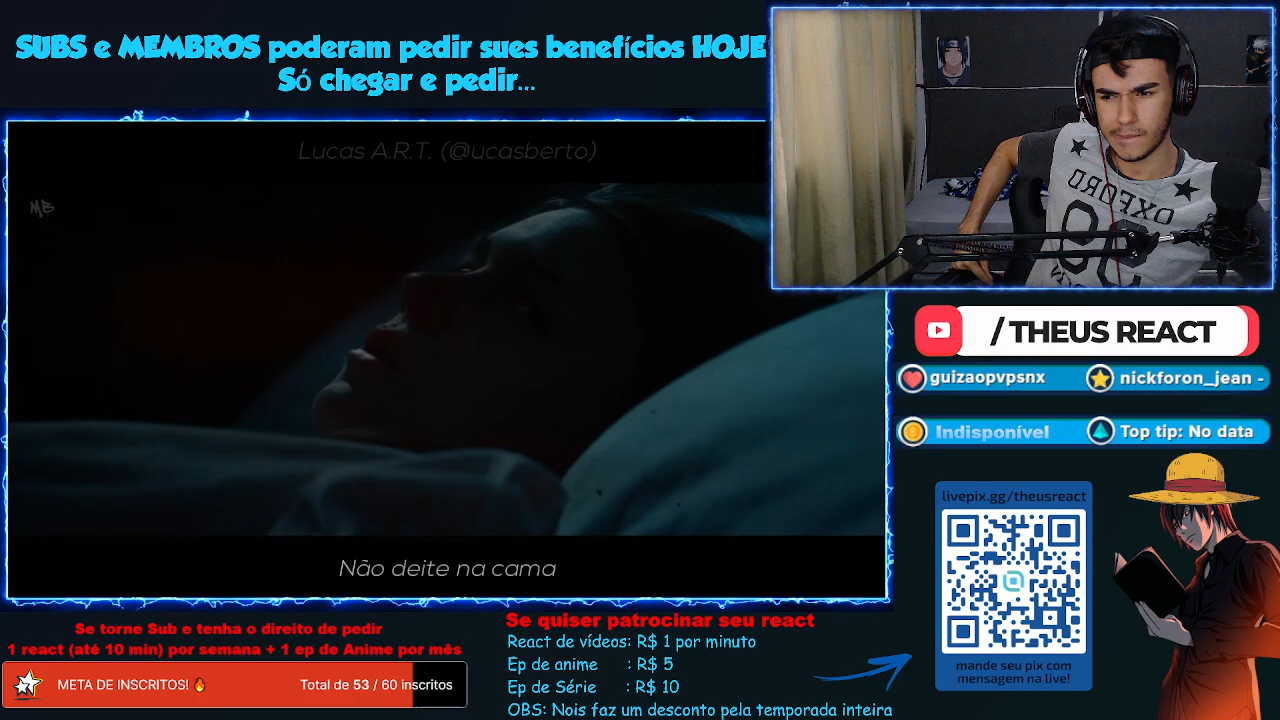 SUBS e MEMBROS poderam pedir sues benefícios HOJE
Só chegar e pedir...
Lucas A.R.T. (@ucasberto)
MB
Não deite na cama
OXFORD
/ THEUS REACT
guizaopvpsnx
nickforon_jean -
Indisponível
Top tip: No data
livepix.gg/theusreact
mande seu pix com
mensagem na live!
Se torne Sub e tenha o direito de pedir
1 react (até 10 min) por semana + 1 ep de Anime por mês
META DE INSCRITOS! 🔥
Total de 53 / 60 inscritos
Se quiser patrocinar seu react
React de vídeos: R$ 1 por minuto
Ep de anime : R$ 5
Ep de Série : R$ 10
OBS: Nois faz um desconto pela temporada inteira